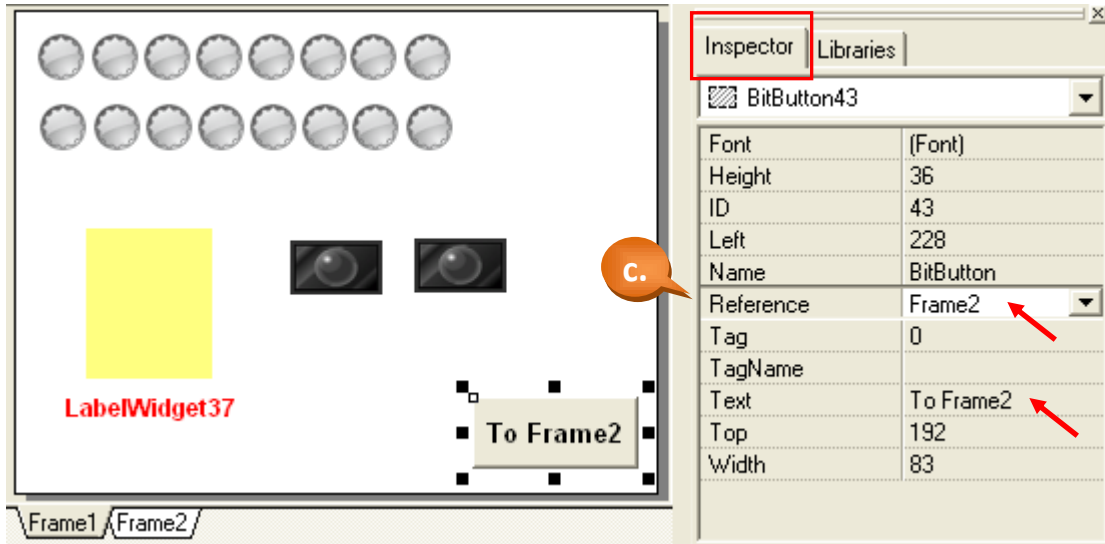 LabelWidget37
To Frame2
Frame1 Frame2
Inspector Libraries
BitButton43
c.
Font (Font)
Height 36
ID 43
Left 228
Name BitButton
Reference Frame2
Tag 0
TagName
Text To Frame2
Top 192
Width 83